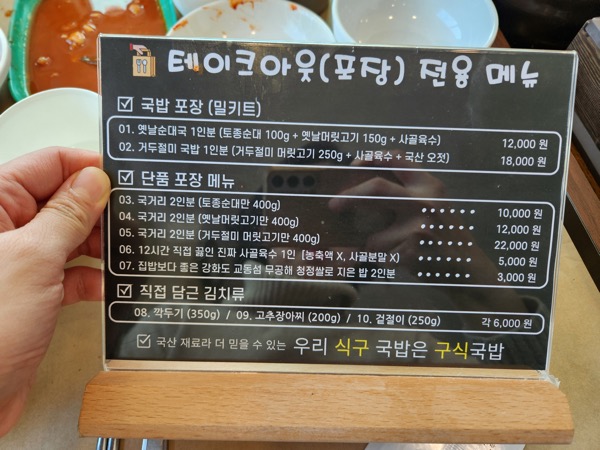 테이크아웃(포장) 전용 메뉴
국밥 포장 (밀키트)
01. 옛날순대국 1인분 (토종순대 100g + 옛날머릿고기 150g + 사골육수) 12,000 원
02. 거두절미 국밥 1인분 (거두절미 머릿고기 250g + 사골육수 + 국산 오젓) 18,000 원
단품 포장 메뉴
03. 국거리 2인분 (토종순대만 400g) •••••• 10,000 원
04. 국거리 2인분 (옛날머릿고기만 400g) •••••• 12,000 원
05. 국거리 2인분 (거두절미 머릿고기만 400g) •••••• 22,000 원
06. 12시간 직접 끓인 진짜 사골육수 1인 [농축액 X, 사골분말 X) •••••• 5,000 원
07. 집밥보다 좋은 강화도 교동섬 무공해 청정쌀로 지은 밥 2인분 •••••• 3,000 원
직접 담근 김치류
08. 깍두기 (350g) / 09. 고추장아찌 (200g) / 10. 겉절이 (250g) 각 6,000 원
국산 재료라 더 믿을 수 있는 우리 식구 국밥은 구식국밥